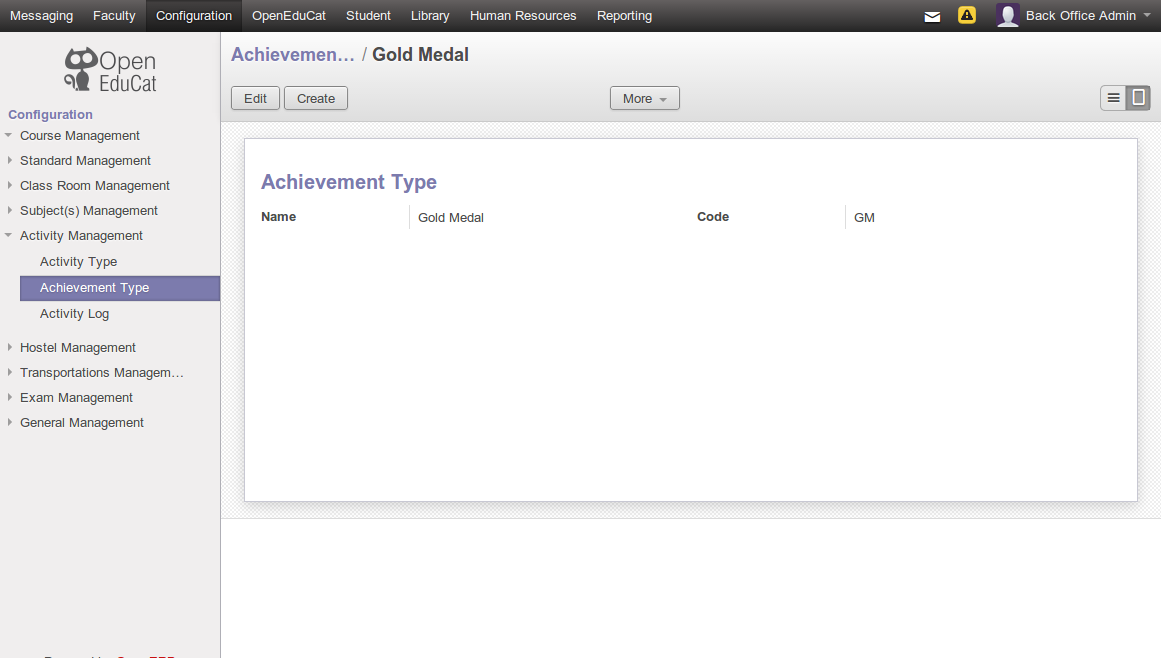 Messaging Faculty Configuration OpenEduCat Student Library Human Resources Reporting Back Office Admin
Open
EduCat
Configuration
Course Management
Standard Management
Class Room Management
Subject(s) Management
Activity Management
Activity Type
Achievement Type
Activity Log
Hostel Management
Transportations Managem…
Exam Management
General Management
Achievemen… / Gold Medal
Edit Create More
Achievement Type
Name Gold Medal Code GM